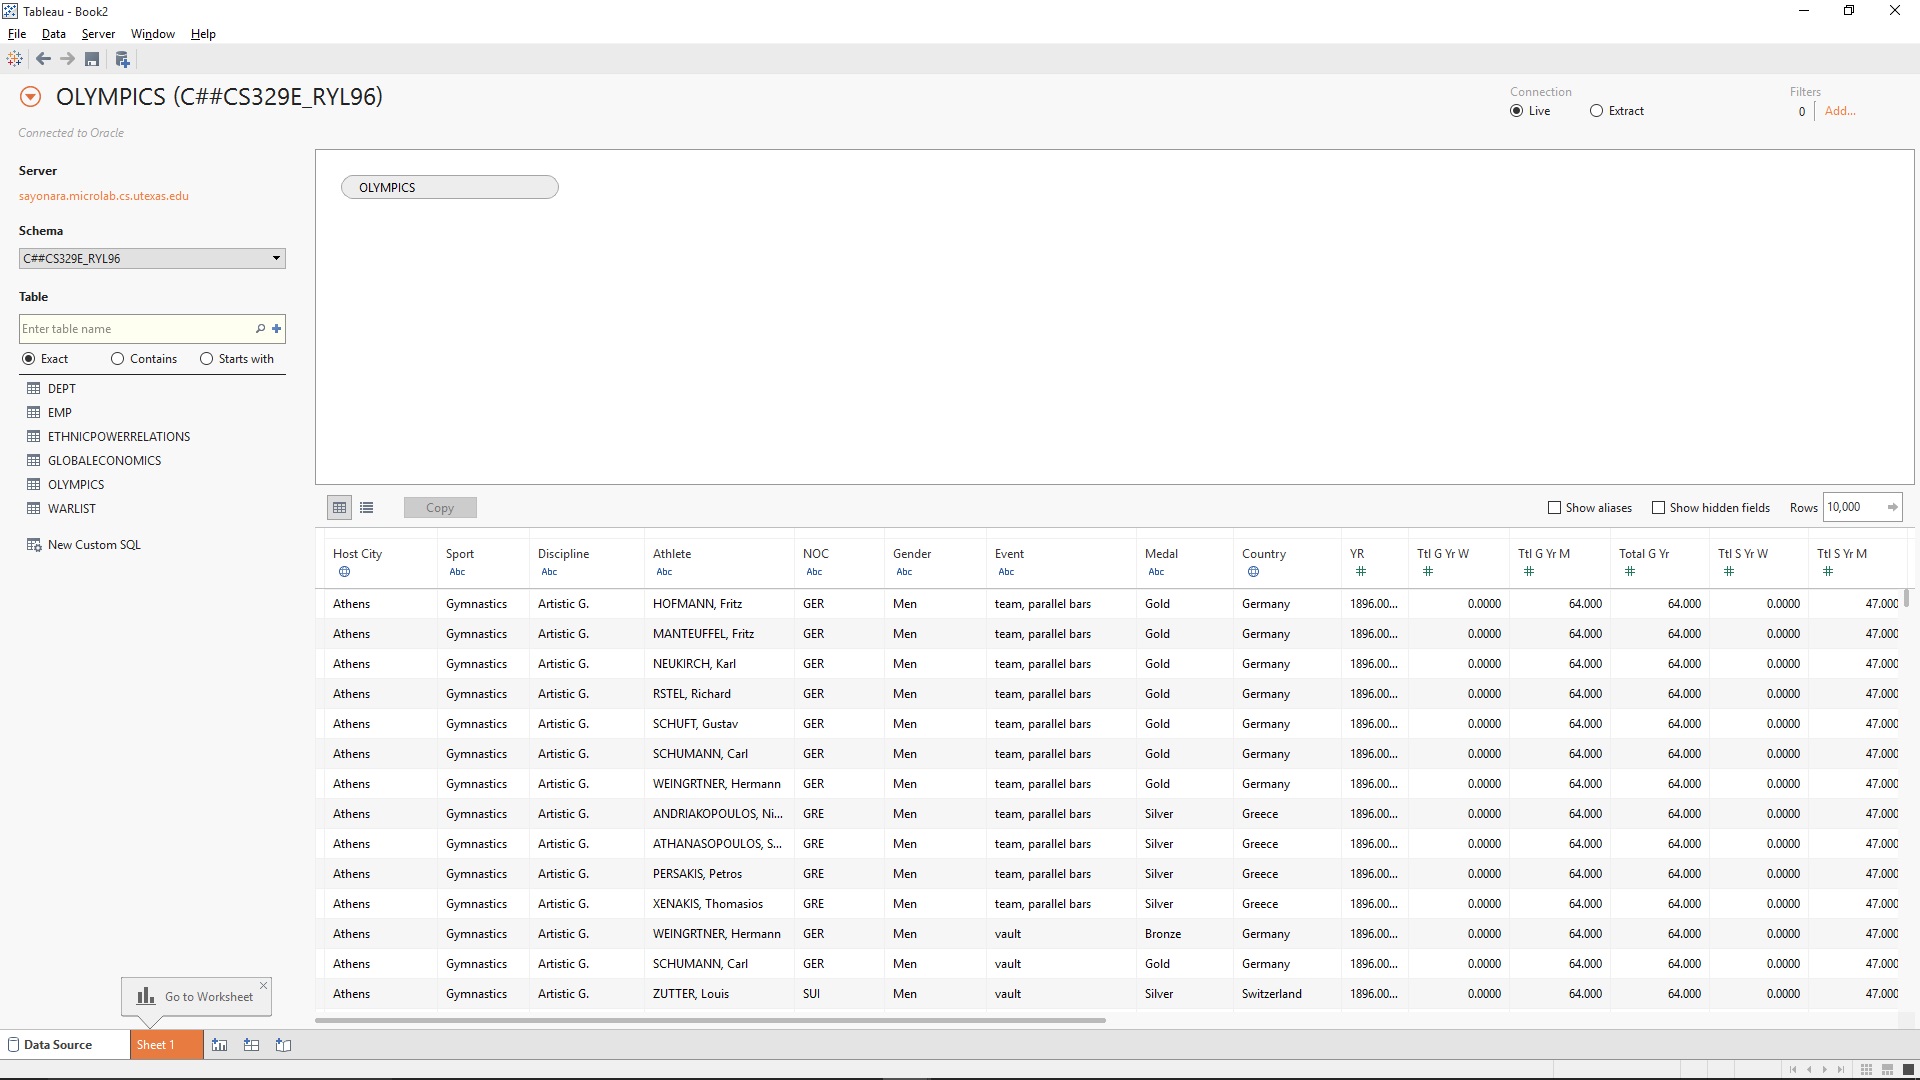 Tableau - Book2
File Data Server Window Help
OLYMPICS (C##CS329E_RYL96)
Connected to Oracle
Connection
Live Extract
Filters
0 Add...
Server
sayonara.microlab.cs.utexas.edu
Schema
C##CS329E_RYL96
Table
Enter table name
Exact Contains Starts with
DEPT
EMP
ETHNICPOWERRELATIONS
GLOBALECONOMICS
OLYMPICS
WARLIST
New Custom SQL
OLYMPICS
Copy Show aliases Show hidden fields Rows 10,000
Host City Sport Discipline Athlete NOC Gender Event Medal Country YR Ttl G Yr W Ttl G Yr M Total G Yr Ttl S Yr W Ttl S Yr M
Abc Abc Abc Abc Abc Abc Abc # # # # # #
Athens Gymnastics Artistic G. HOFMANN, Fritz GER Men team, parallel bars Gold Germany 1896.00... 0.0000 64.000 64.000 0.0000 47.000
Athens Gymnastics Artistic G. MANTEUFFEL, Fritz GER Men team, parallel bars Gold Germany 1896.00... 0.0000 64.000 64.000 0.0000 47.000
Athens Gymnastics Artistic G. NEUKIRCH, Karl GER Men team, parallel bars Gold Germany 1896.00... 0.0000 64.000 64.000 0.0000 47.000
Athens Gymnastics Artistic G. RSTEL, Richard GER Men team, parallel bars Gold Germany 1896.00... 0.0000 64.000 64.000 0.0000 47.000
Athens Gymnastics Artistic G. SCHUFT, Gustav GER Men team, parallel bars Gold Germany 1896.00... 0.0000 64.000 64.000 0.0000 47.000
Athens Gymnastics Artistic G. SCHUMANN, Carl GER Men team, parallel bars Gold Germany 1896.00... 0.0000 64.000 64.000 0.0000 47.000
Athens Gymnastics Artistic G. WEINGRTNER, Hermann GER Men team, parallel bars Gold Germany 1896.00... 0.0000 64.000 64.000 0.0000 47.000
Athens Gymnastics Artistic G. ANDRIAKOPOULOS, Ni... GRE Men team, parallel bars Silver Greece 1896.00... 0.0000 64.000 64.000 0.0000 47.000
Athens Gymnastics Artistic G. ATHANASOPOULOS, S... GRE Men team, parallel bars Silver Greece 1896.00... 0.0000 64.000 64.000 0.0000 47.000
Athens Gymnastics Artistic G. PERSAKIS, Petros GRE Men team, parallel bars Silver Greece 1896.00... 0.0000 64.000 64.000 0.0000 47.000
Athens Gymnastics Artistic G. XENAKIS, Thomasios GRE Men team, parallel bars Silver Greece 1896.00... 0.0000 64.000 64.000 0.0000 47.000
Athens Gymnastics Artistic G. WEINGRTNER, Hermann GER Men vault Bronze Germany 1896.00... 0.0000 64.000 64.000 0.0000 47.000
Athens Gymnastics Artistic G. SCHUMANN, Carl GER Men vault Gold Germany 1896.00... 0.0000 64.000 64.000 0.0000 47.000
Athens Gymnastics Artistic G. ZUTTER, Louis SUI Men vault Silver Switzerland 1896.00... 0.0000 64.000 64.000 0.0000 47.000
Go to Worksheet
Data Source Sheet 1